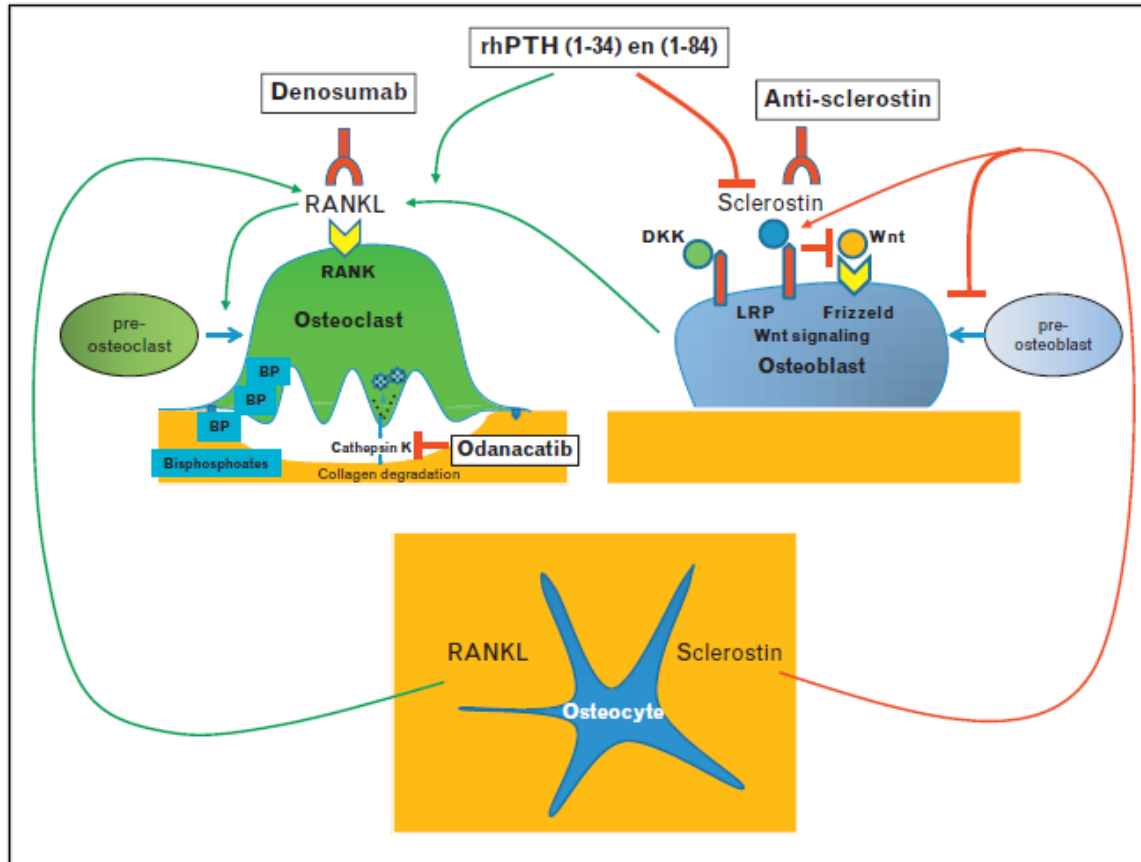 rhPTH (1-34) en (1-84)
Denosumab
Anti-sclerostin
RANKL
Sclerostin
DKK
Wnt
RANK
LRP
Frizzeld
Wnt signaling
Osteoclast
Osteoblast
pre-
osteoclast
pre-
osteoblast
BP
BP
BP
Bisphosphoates
Cathepsin K
Odanacatib
Collagen degradation
RANKL
Sclerostin
Osteocyte